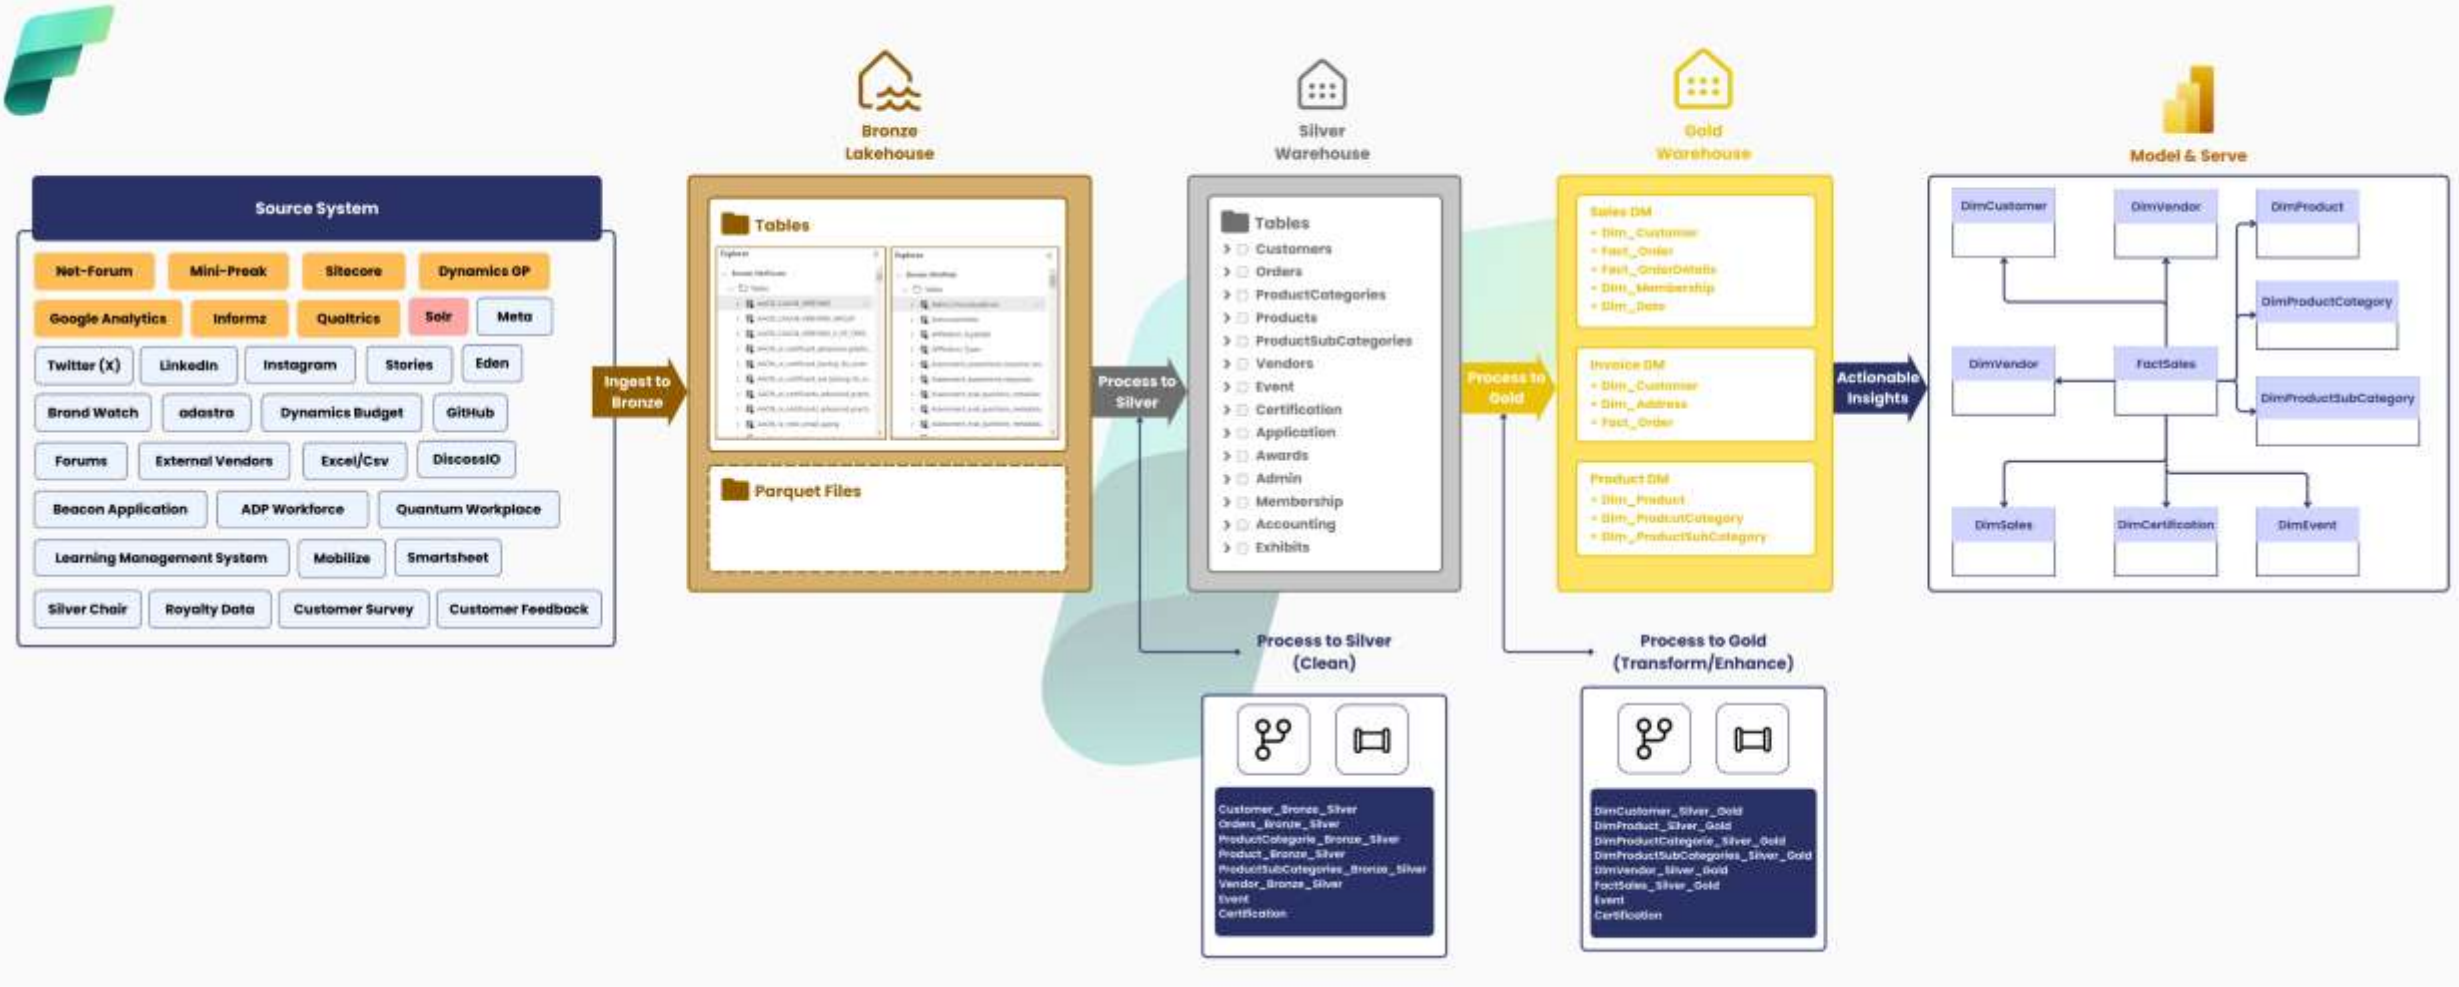 Bronze
Lakehouse
Silver
Warehouse
Gold
Warehouse
Model & Serve
Source System
Net-Forum
Mini-Preak
Sitecore
Dynamics GP
Google Analytics
Informz
Qualtrics
Solr
Meta
Twitter (X)
LinkedIn
Instagram
Stories
Eden
Brand Watch
adastra
Dynamics Budget
GitHub
Forums
External Vendors
Excel/Csv
DiscossIO
Beacon Application
ADP Workforce
Quantum Workplace
Learning Management System
Mobilize
Smartsheet
Silver Chair
Royalty Data
Customer Survey
Customer Feedback
Ingest to
Bronze
Tables
Explorer
Explorer
Parquet Files
Process to
Silver
Tables
Customers
Orders
ProductCategories
Products
ProductSubCategories
Vendors
Event
Certification
Application
Awards
Admin
Membership
Accounting
Exhibits
Process to
Gold
Sales DM
• Dim_Customer
• Fact_Order
• Fact_OrderDetails
• Dim_Membership
• Dim_Date
Invoice DM
• Dim_Customer
• Dim_Address
• Fact_Order
Product DM
• Dim_Product
• Dim_ProdcutCategory
• Dim_ProductSubCategory
Actionable
Insights
DimCustomer
DimVendor
DimProduct
DimProductCategory
DimVendor
FactSales
DimProductSubCategory
DimSales
DimCertification
DimEvent
Process to Silver
(Clean)
Customer_Bronze_Silver
Orders_Bronze_Silver
ProductCategorie_Bronze_Silver
Product_Bronze_Silver
ProductSubCategories_Bronze_Silver
Vendor_Bronze_Silver
Event
Certification
Process to Gold
(Transform/Enhance)
DimCustomer_Silver_Gold
DimProduct_Silver_Gold
DimProductCategorie_Silver_Gold
DimProductSubCategories_Silver_Gold
DimVendor_Silver_Gold
FactSales_Silver_Gold
Event
Certification